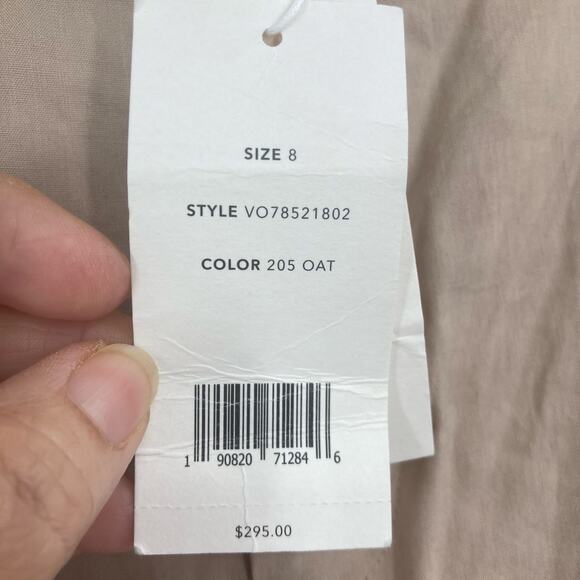 SIZE 8
STYLE VO78521802
COLOR 205 OAT
1 90820 71284 6
$295.00